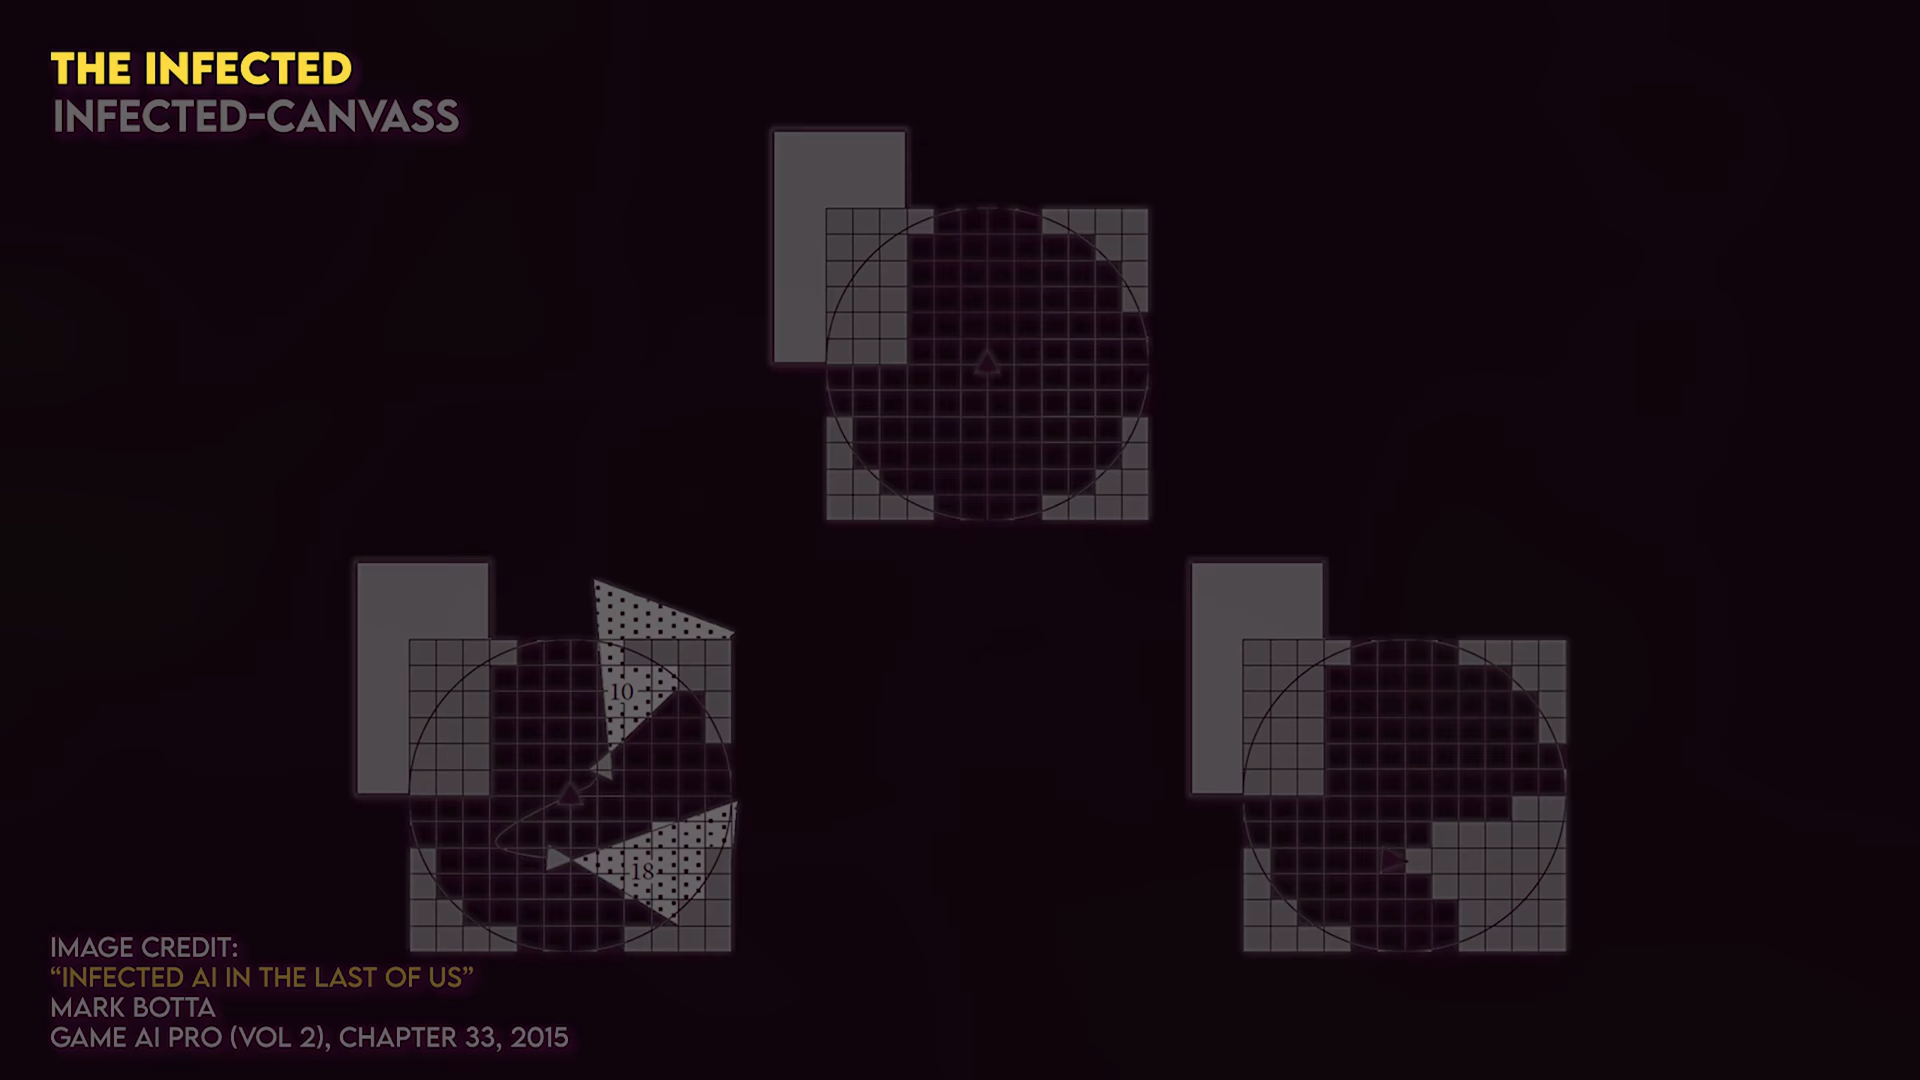 THE INFECTED
INFECTED-CANVASS
10
18
IMAGE CREDIT:
“INFECTED AI IN THE LAST OF US”
MARK BOTTA
GAME AI PRO (VOL 2), CHAPTER 33, 2015